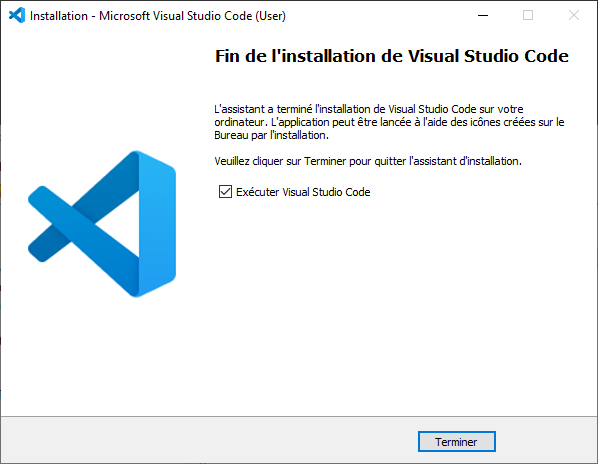 Installation - Microsoft Visual Studio Code (User)
Fin de l'installation de Visual Studio Code
L'assistant a terminé l'installation de Visual Studio Code sur votre
ordinateur. L'application peut être lancée à l'aide des icônes créées sur le
Bureau par l'installation.
Veuillez cliquer sur Terminer pour quitter l'assistant d'installation.
Exécuter Visual Studio Code
Terminer